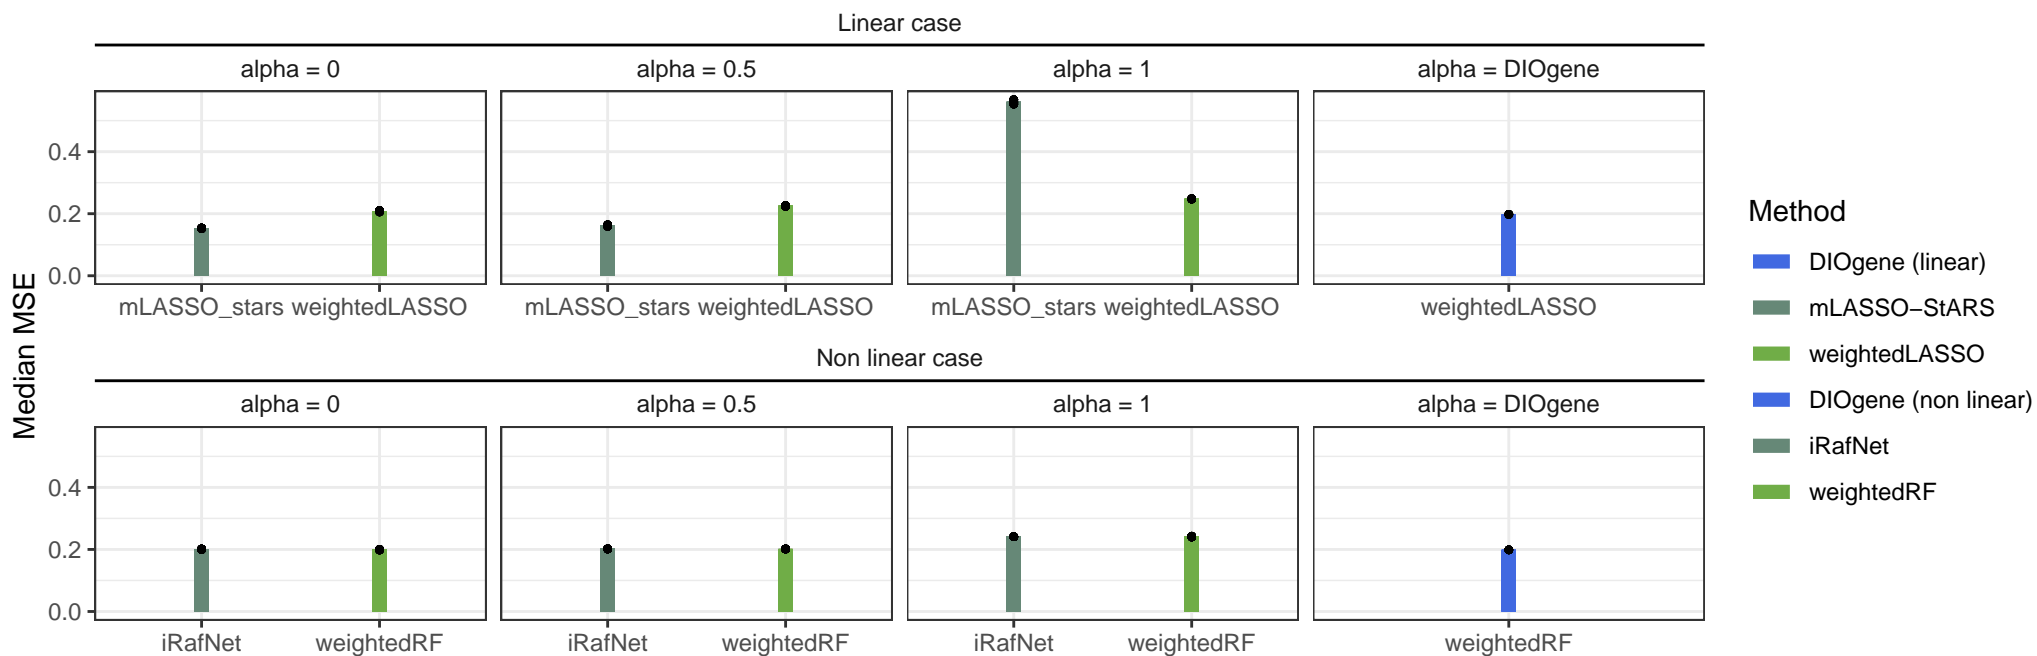 Linear case
alpha = 0 alpha = 0.5 alpha = 1 alpha = DIOgene
0.4
0.2
0.0
mLASSO_stars weightedLASSO mLASSO_stars weightedLASSO mLASSO_stars weightedLASSO weightedLASSO
Median MSE
Non linear case
alpha = 0 alpha = 0.5 alpha = 1 alpha = DIOgene
0.4
0.2
0.0
iRafNet weightedRF iRafNet weightedRF iRafNet weightedRF weightedRF
Method
DIOgene (linear)
mLASSO−StARS
weightedLASSO
DIOgene (non linear)
iRafNet
weightedRF